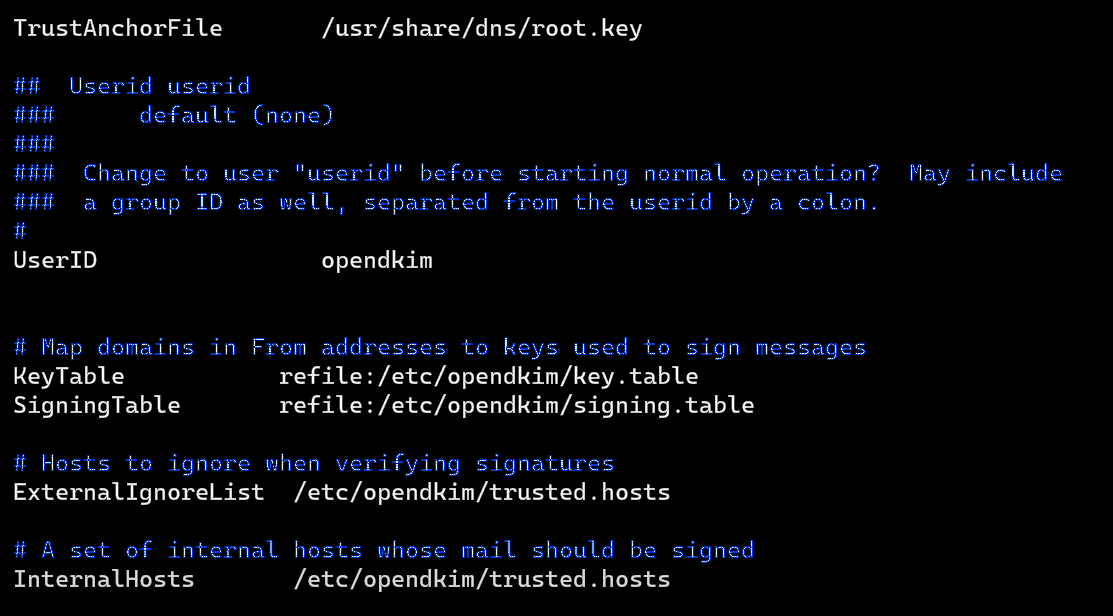 TrustAnchorFile       /usr/share/dns/root.key
##  Userid userid
###      default (none)
###
###  Change to user "userid" before starting normal operation?  May include
###  a group ID as well, separated from the userid by a colon.
#
UserID                opendkim
# Map domains in From addresses to keys used to sign messages
KeyTable           refile:/etc/opendkim/key.table
SigningTable       refile:/etc/opendkim/signing.table
# Hosts to ignore when verifying signatures
ExternalIgnoreList  /etc/opendkim/trusted.hosts
# A set of internal hosts whose mail should be signed
InternalHosts       /etc/opendkim/trusted.hosts